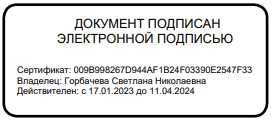 ДОКУМЕНТ ПОДПИСАН
ЭЛЕКТРОННОЙ ПОДПИСЬЮ
Сертификат: 009B998267D944AF1B24F03390E2547F33
Владелец: Горбачева Светлана Николаевна
Действителен: с 17.01.2023 до 11.04.2024